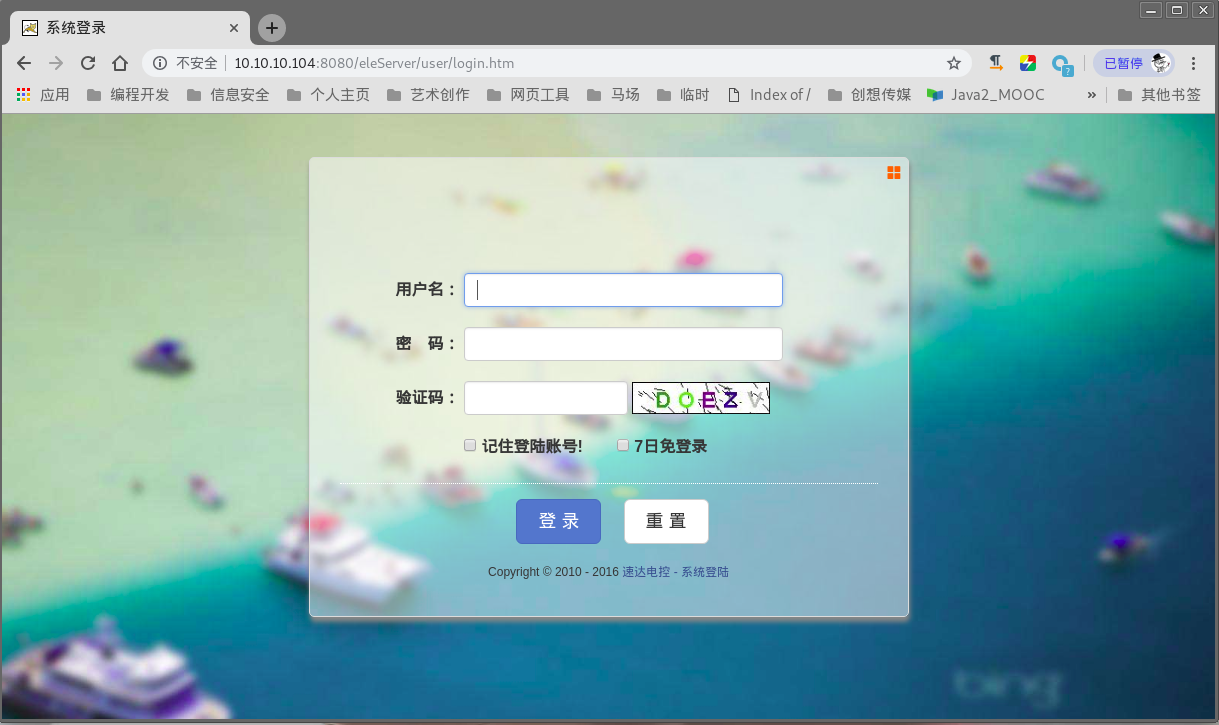 系统登录
不安全 10.10.10.104:8080/eleServer/user/login.htm 已暂停
应用 编程开发 信息安全 个人主页 艺术创作 网页工具 马场 临时 Index of / 创想传媒 Java2_MOOC » 其他书签
用户名：
密 码：
验证码： DOEZV
记住登陆账号! 7日免登录
登 录 重 置
Copyright © 2010 - 2016 速达电控 - 系统登陆
bing